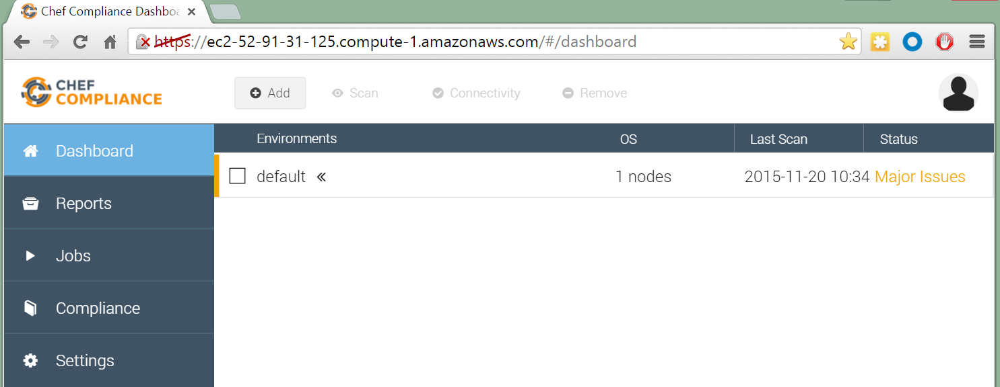 Chef Compliance Dashboa
https://ec2-52-91-31-125.compute-1.amazonaws.com/#/dashboard
CHEF
COMPLIANCE
Add
Scan
Connectivity
Remove
Dashboard
Reports
Jobs
Compliance
Settings
Environments OS Last Scan Status
default « 1 nodes 2015-11-20 10:34 Major Issues